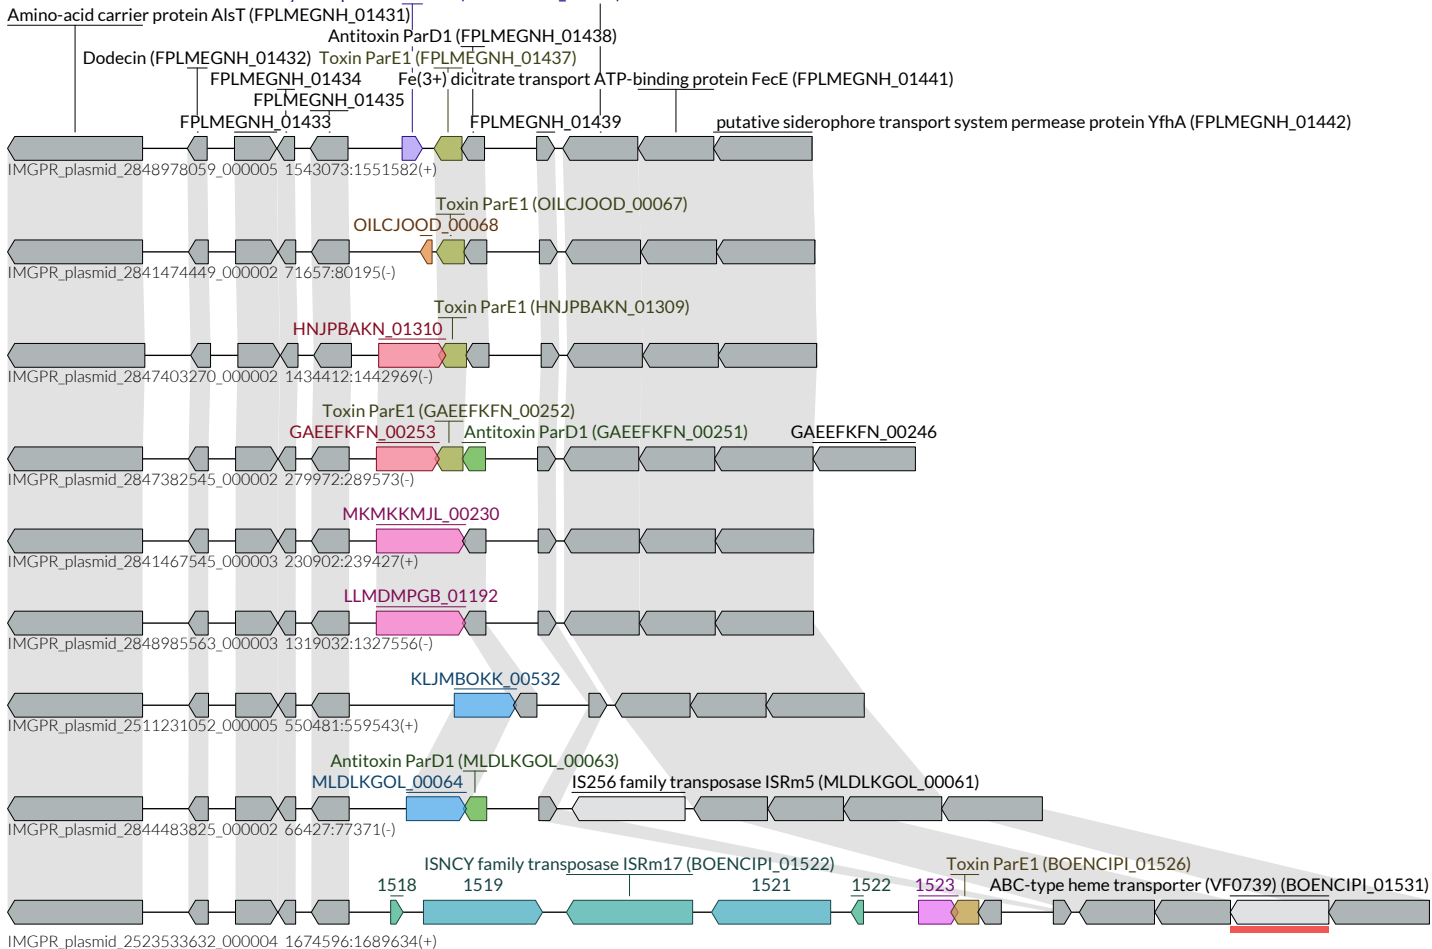 Amino-acid carrier protein AlsT (FPLMEGNH_01431)
Antitoxin ParD1 (FPLMEGNH_01438)
Dodecin (FPLMEGNH_01432) Toxin ParE1 (FPLMEGNH_01437)
FPLMEGNH_01434 Fe(3+) dicitrate transport ATP-binding protein FecE (FPLMEGNH_01441)
FPLMEGNH_01435
FPLMEGNH_01433 FPLMEGNH_01439 putative siderophore transport system permease protein YfhA (FPLMEGNH_01442)
IMGPR_plasmid_2848978059_000005 1543073:1551582(+)
Toxin ParE1 (OILCJOOD_00067)
OILCJOOD_00068
IMGPR_plasmid_2841474449_000002 71657:80195(-)
Toxin ParE1 (HNJPBAKN_01309)
HNJPBAKN_01310
IMGPR_plasmid_2847403270_000002 1434412:1442969(-)
Toxin ParE1 (GAEEFKFN_00252)
GAEEFKFN_00253 Antitoxin ParD1 (GAEEFKFN_00251) GAEEFKFN_00246
IMGPR_plasmid_2847382545_000002 279972:289573(-)
MKMKKMJL_00230
IMGPR_plasmid_2841467545_000003 230902:239427(+)
LLMDMPGB_01192
IMGPR_plasmid_2848985563_000003 1319032:1327556(-)
KLJMBOKK_00532
IMGPR_plasmid_2511231052_000005 550481:559543(+)
Antitoxin ParD1 (MLDLKGOL_00063)
MLDLKGOL_00064 IS256 family transposase ISRm5 (MLDLKGOL_00061)
IMGPR_plasmid_2844483825_000002 66427:77371(-)
ISNCY family transposase ISRm17 (BOENCIPI_01522) Toxin ParE1 (BOENCIPI_01526)
1518 1519 1521 1522 1523 ABC-type heme transporter (VF0739) (BOENCIPI_01531)
IMGPR_plasmid_2523533632_000004 1674596:1689634(+)